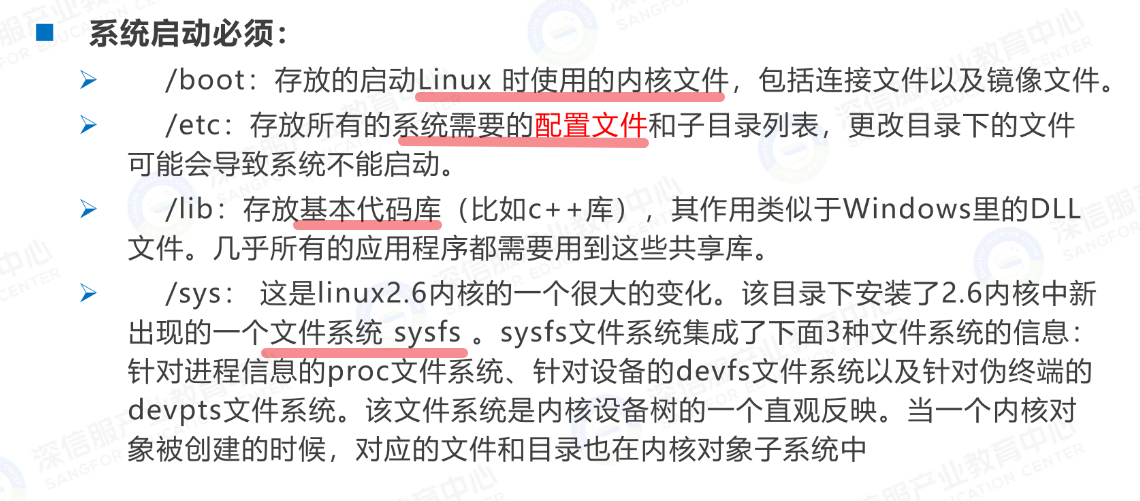 系统启动必须：
/boot：存放的启动Linux 时使用的内核文件，包括连接文件以及镜像文件。
/etc：存放所有的系统需要的配置文件和子目录列表，更改目录下的文件
可能会导致系统不能启动。
/lib：存放基本代码库（比如c++库），其作用类似于Windows里的DLL
文件。几乎所有的应用程序都需要用到这些共享库。
/sys： 这是linux2.6内核的一个很大的变化。该目录下安装了2.6内核中新
出现的一个文件系统 sysfs 。sysfs文件系统集成了下面3种文件系统的信息：
针对进程信息的proc文件系统、针对设备的devfs文件系统以及针对伪终端的
devpts文件系统。该文件系统是内核设备树的一个直观反映。当一个内核对
象被创建的时候，对应的文件和目录也在内核对象子系统中
深信服产业教育中心
SANGFOR EDUCATION CENTER